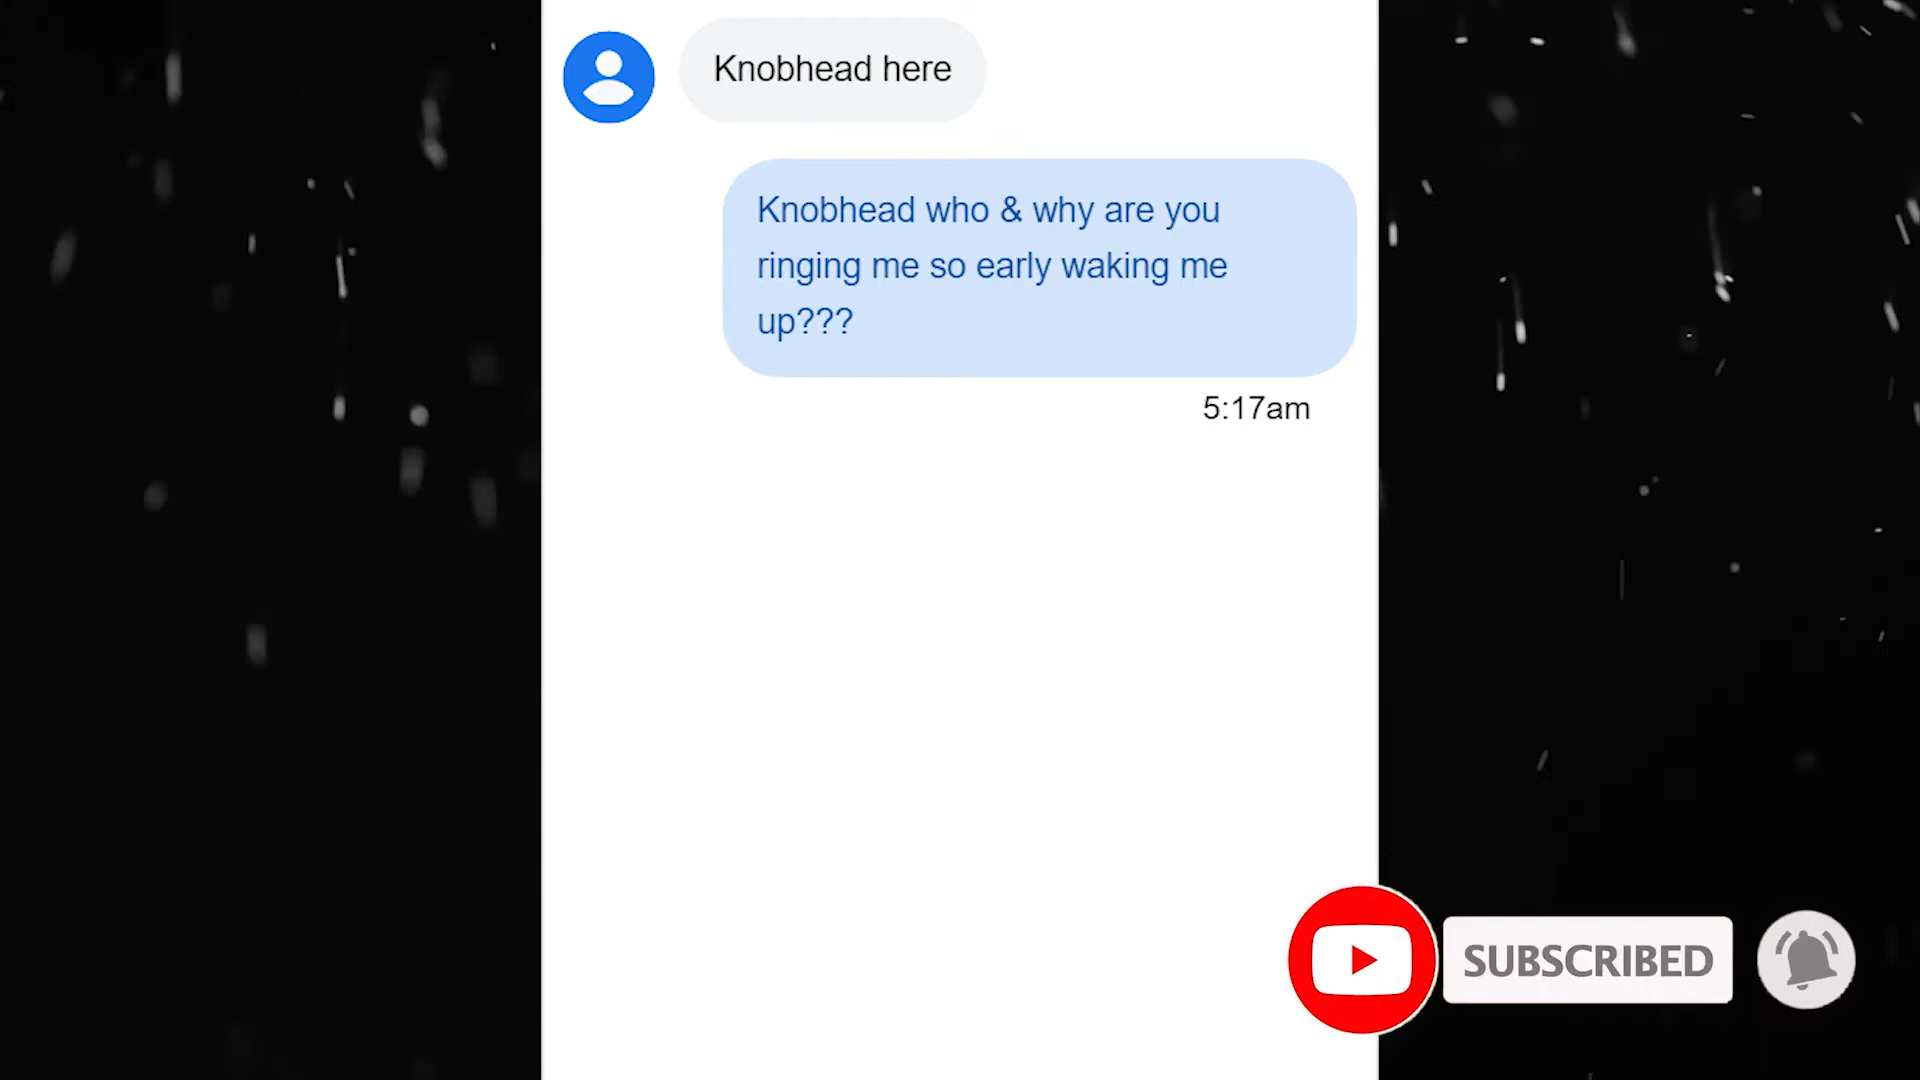 Knobhead here
Knobhead who & why are you
ringing me so early waking me
up???
5:17am
SUBSCRIBED